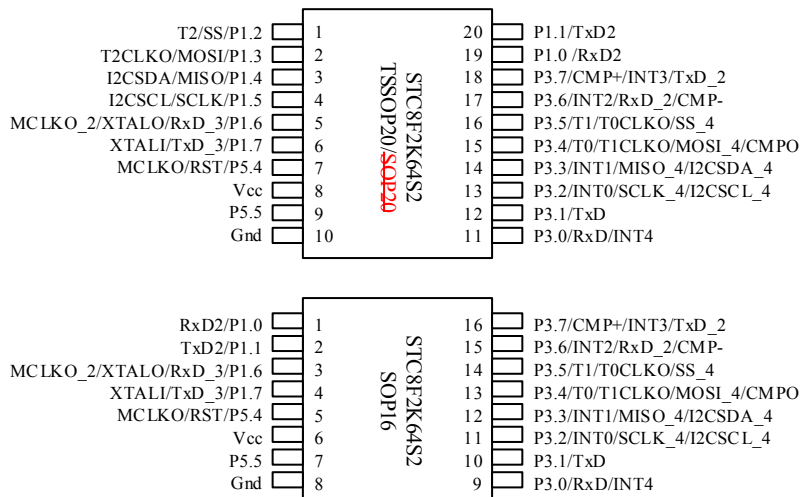 T2/SS/P1.2 1 20 P1.1/TxD2
T2CLKO/MOSI/P1.3 2 19 P1.0 /RxD2
I2CSDA/MISO/P1.4 3 18 P3.7/CMP+/INT3/TxD_2
I2CSCL/SCLK/P1.5 4 17 P3.6/INT2/RxD_2/CMP-
MCLKO_2/XTALO/RxD_3/P1.6 5 16 P3.5/T1/T0CLKO/SS_4
XTALI/TxD_3/P1.7 6 15 P3.4/T0/T1CLKO/MOSI_4/CMPO
MCLKO/RST/P5.4 7 14 P3.3/INT1/MISO_4/I2CSDA_4
Vcc 8 13 P3.2/INT0/SCLK_4/I2CSCL_4
P5.5 9 12 P3.1/TxD
Gnd 10 11 P3.0/RxD/INT4
STC8F2K64S2
TSSOP20/SOP20
RxD2/P1.0 1 16 P3.7/CMP+/INT3/TxD_2
TxD2/P1.1 2 15 P3.6/INT2/RxD_2/CMP-
MCLKO_2/XTALO/RxD_3/P1.6 3 14 P3.5/T1/T0CLKO/SS_4
XTALI/TxD_3/P1.7 4 13 P3.4/T0/T1CLKO/MOSI_4/CMPO
MCLKO/RST/P5.4 5 12 P3.3/INT1/MISO_4/I2CSDA_4
Vcc 6 11 P3.2/INT0/SCLK_4/I2CSCL_4
P5.5 7 10 P3.1/TxD
Gnd 8 9 P3.0/RxD/INT4
STC8F2K64S2
SOP16